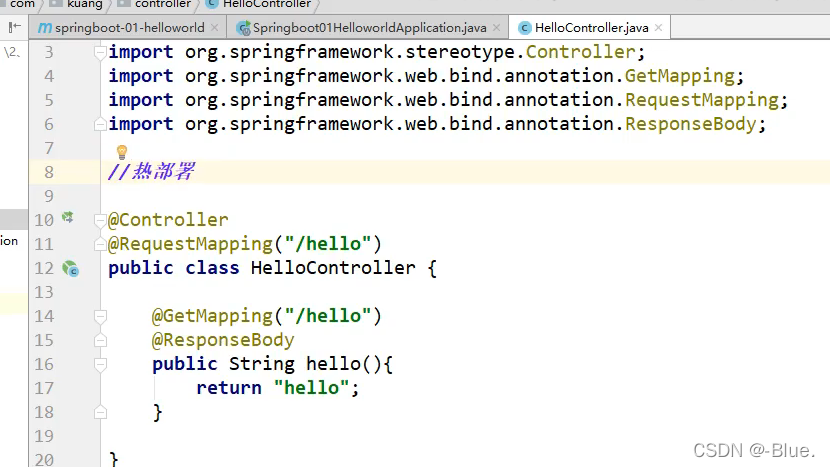 com kuang controller HelloController
springboot-01-helloworld Springboot01HelloworldApplication.java HelloController.java
\2、
3 import org.springframework.stereotype.Controller;
4 import org.springframework.web.bind.annotation.GetMapping;
5 import org.springframework.web.bind.annotation.RequestMapping;
6 import org.springframework.web.bind.annotation.ResponseBody;
7
8 //热部署
9
10 @Controller
ion
11 @RequestMapping("/hello")
12 public class HelloController {
13
14 @GetMapping("/hello")
15 @ResponseBody
16 public String hello(){
17 return "hello";
18 }
19
20 }
CSDN @-Blue.